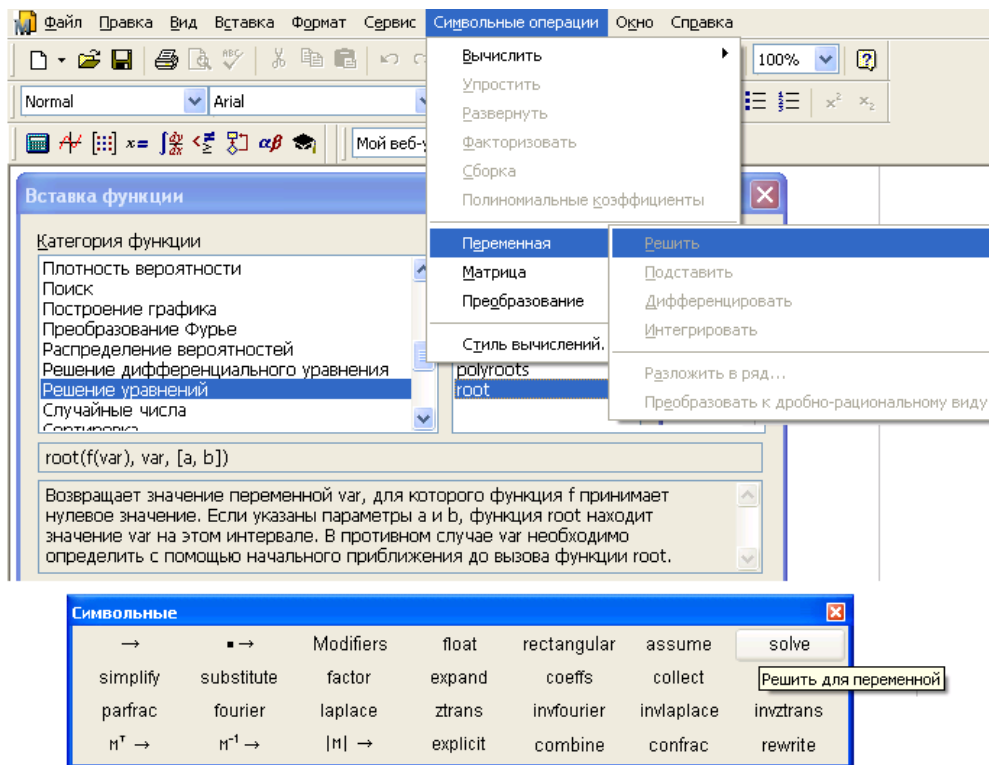 Файл Правка Вид Вставка Формат Сервис Символьные операции Окно Справка
Вычислить
100%
Упростить
Normal Arial
Развернуть
Факторизовать
Мой веб-
Сборка
Полиномиальные коэффициенты
Вставка функции
Категория функции
Переменная Решить
Плотность вероятности
Матрица Подставить
Поиск
Построение графика
Преобразование Дифференцировать
Преобразование Фурье
Интегрировать
Распределение вероятностей
Стиль вычислений.
Решение дифференциального уравнения
polyroots
Разложить в ряд...
Решение уравнений
root
Преобразовать к дробно-рациональному виду
Случайные числа
Сортировка
root(f(var), var, [a, b])
Возвращает значение переменной var, для которого функция f принимает
нулевое значение. Если указаны параметры a и b, функция root находит
значение var на этом интервале. В противном случае var необходимо
определить с помощью начального приближения до вызова функции root.
Символьные
→ ▪ → Modifiers float rectangular assume solve
simplify substitute factor expand coeffs collect
Решить для переменной
parfrac fourier laplace ztrans invfourier invlaplace invztrans
Mᵀ → M⁻¹ → |M| → explicit combine confrac rewrite